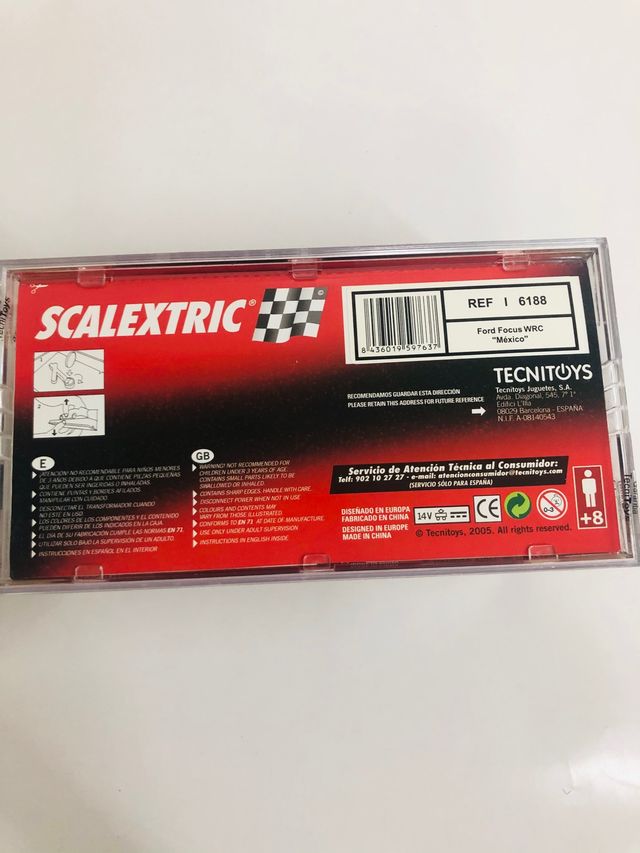 SCALEXTRIC®
©
8 436019 597637
REF I 6188
Ford Focus WRC
"México"
TECNITOYS
Tecnitoys Juguetes, S.A.
Avda. Diagonal, 545, 7º 1ª
Edifici L'Illa
08029 Barcelona - ESPAÑA
N.I.F. A-08140543
RECOMENDAMOS GUARDAR ESTA DIRECCIÓN
PLEASE RETAIN THIS ADDRESS FOR FUTURE REFERENCE
1
2
E
¡ATENCIÓN! NO RECOMENDABLE PARA NIÑOS MENORES
DE 3 AÑOS DEBIDO A QUE CONTIENE PIEZAS PEQUEÑAS
QUE PUEDEN SER INGERIDAS O INHALADAS.
CONTIENE PUNTAS Y BORDES AFILADOS
MANIPULAR CON CUIDADO
DESCONECTAR EL TRANSFORMADOR CUANDO
NO ESTE EN USO
LOS COLORES DE LOS COMPONENTES Y EL CONTENIDO
PUEDEN DIFERIR DE LOS INDICADOS EN LA CAJA.
EL DÍA DE SU FABRICACIÓN CUMPLE LAS NORMAS EN 71.
UTILIZAR SOLO BAJO LA SUPERVISIÓN DE UN ADULTO.
INSTRUCCIONES EN ESPAÑOL EN EL INTERIOR
GB
WARNING! NOT RECOMMENDED FOR
CHILDREN UNDER 3 YEARS OF AGE.
CONTAINS SMALL PARTS LIKELY TO BE
SWALLOWED OR INHALED.
CONTAINS SHARP EDGES. HANDLE WITH CARE.
DISCONNECT POWER WHEN NOT IN USE
COLOURS AND CONTENTS MAY
VARY FROM THOSE ILLUSTRATED.
CONFORMS TO EN 71 AT DATE OF MANUFACTURE
USE ONLY UNDER ADULT SUPERVISION
INSTRUCTIONS IN ENGLISH INSIDE
Servicio de Atención Técnica al Consumidor:
Telf: 902 10 27 27 - e-mail: atencionconsumidor@tecnitoys.com
(SERVICIO SÓLO PARA ESPAÑA)
DISEÑADO EN EUROPA
FABRICADO EN CHINA
DESIGNED IN EUROPE
MADE IN CHINA
14V
CE
0-3
© Tecnitoys, 2005. All rights reserved.
+8
TecniToys